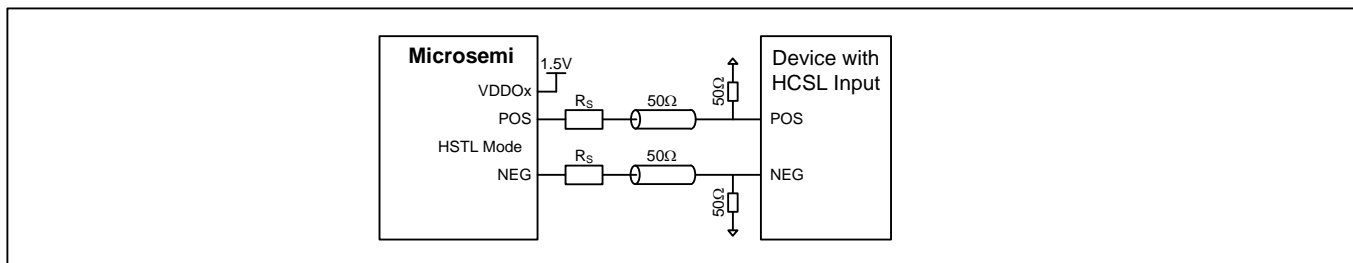 Microsemi
1.5V
VDDOx
POS
HSTL Mode
NEG
RS
50Ω
RS
50Ω
50Ω
50Ω
Device with
HCSL Input
POS
NEG